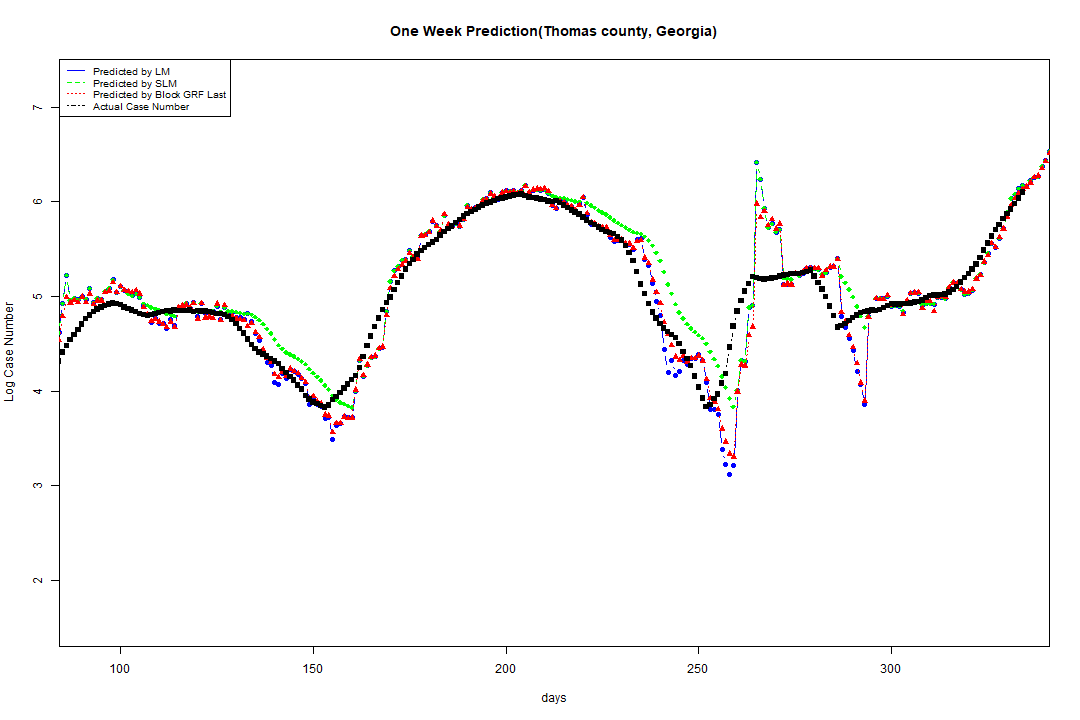 One Week Prediction(Thomas county, Georgia)
Predicted by LM
Predicted by SLM
Predicted by Block GRF Last
Actual Case Number
7
6
5
4
3
2
Log Case Number
100 150 200 250 300
days